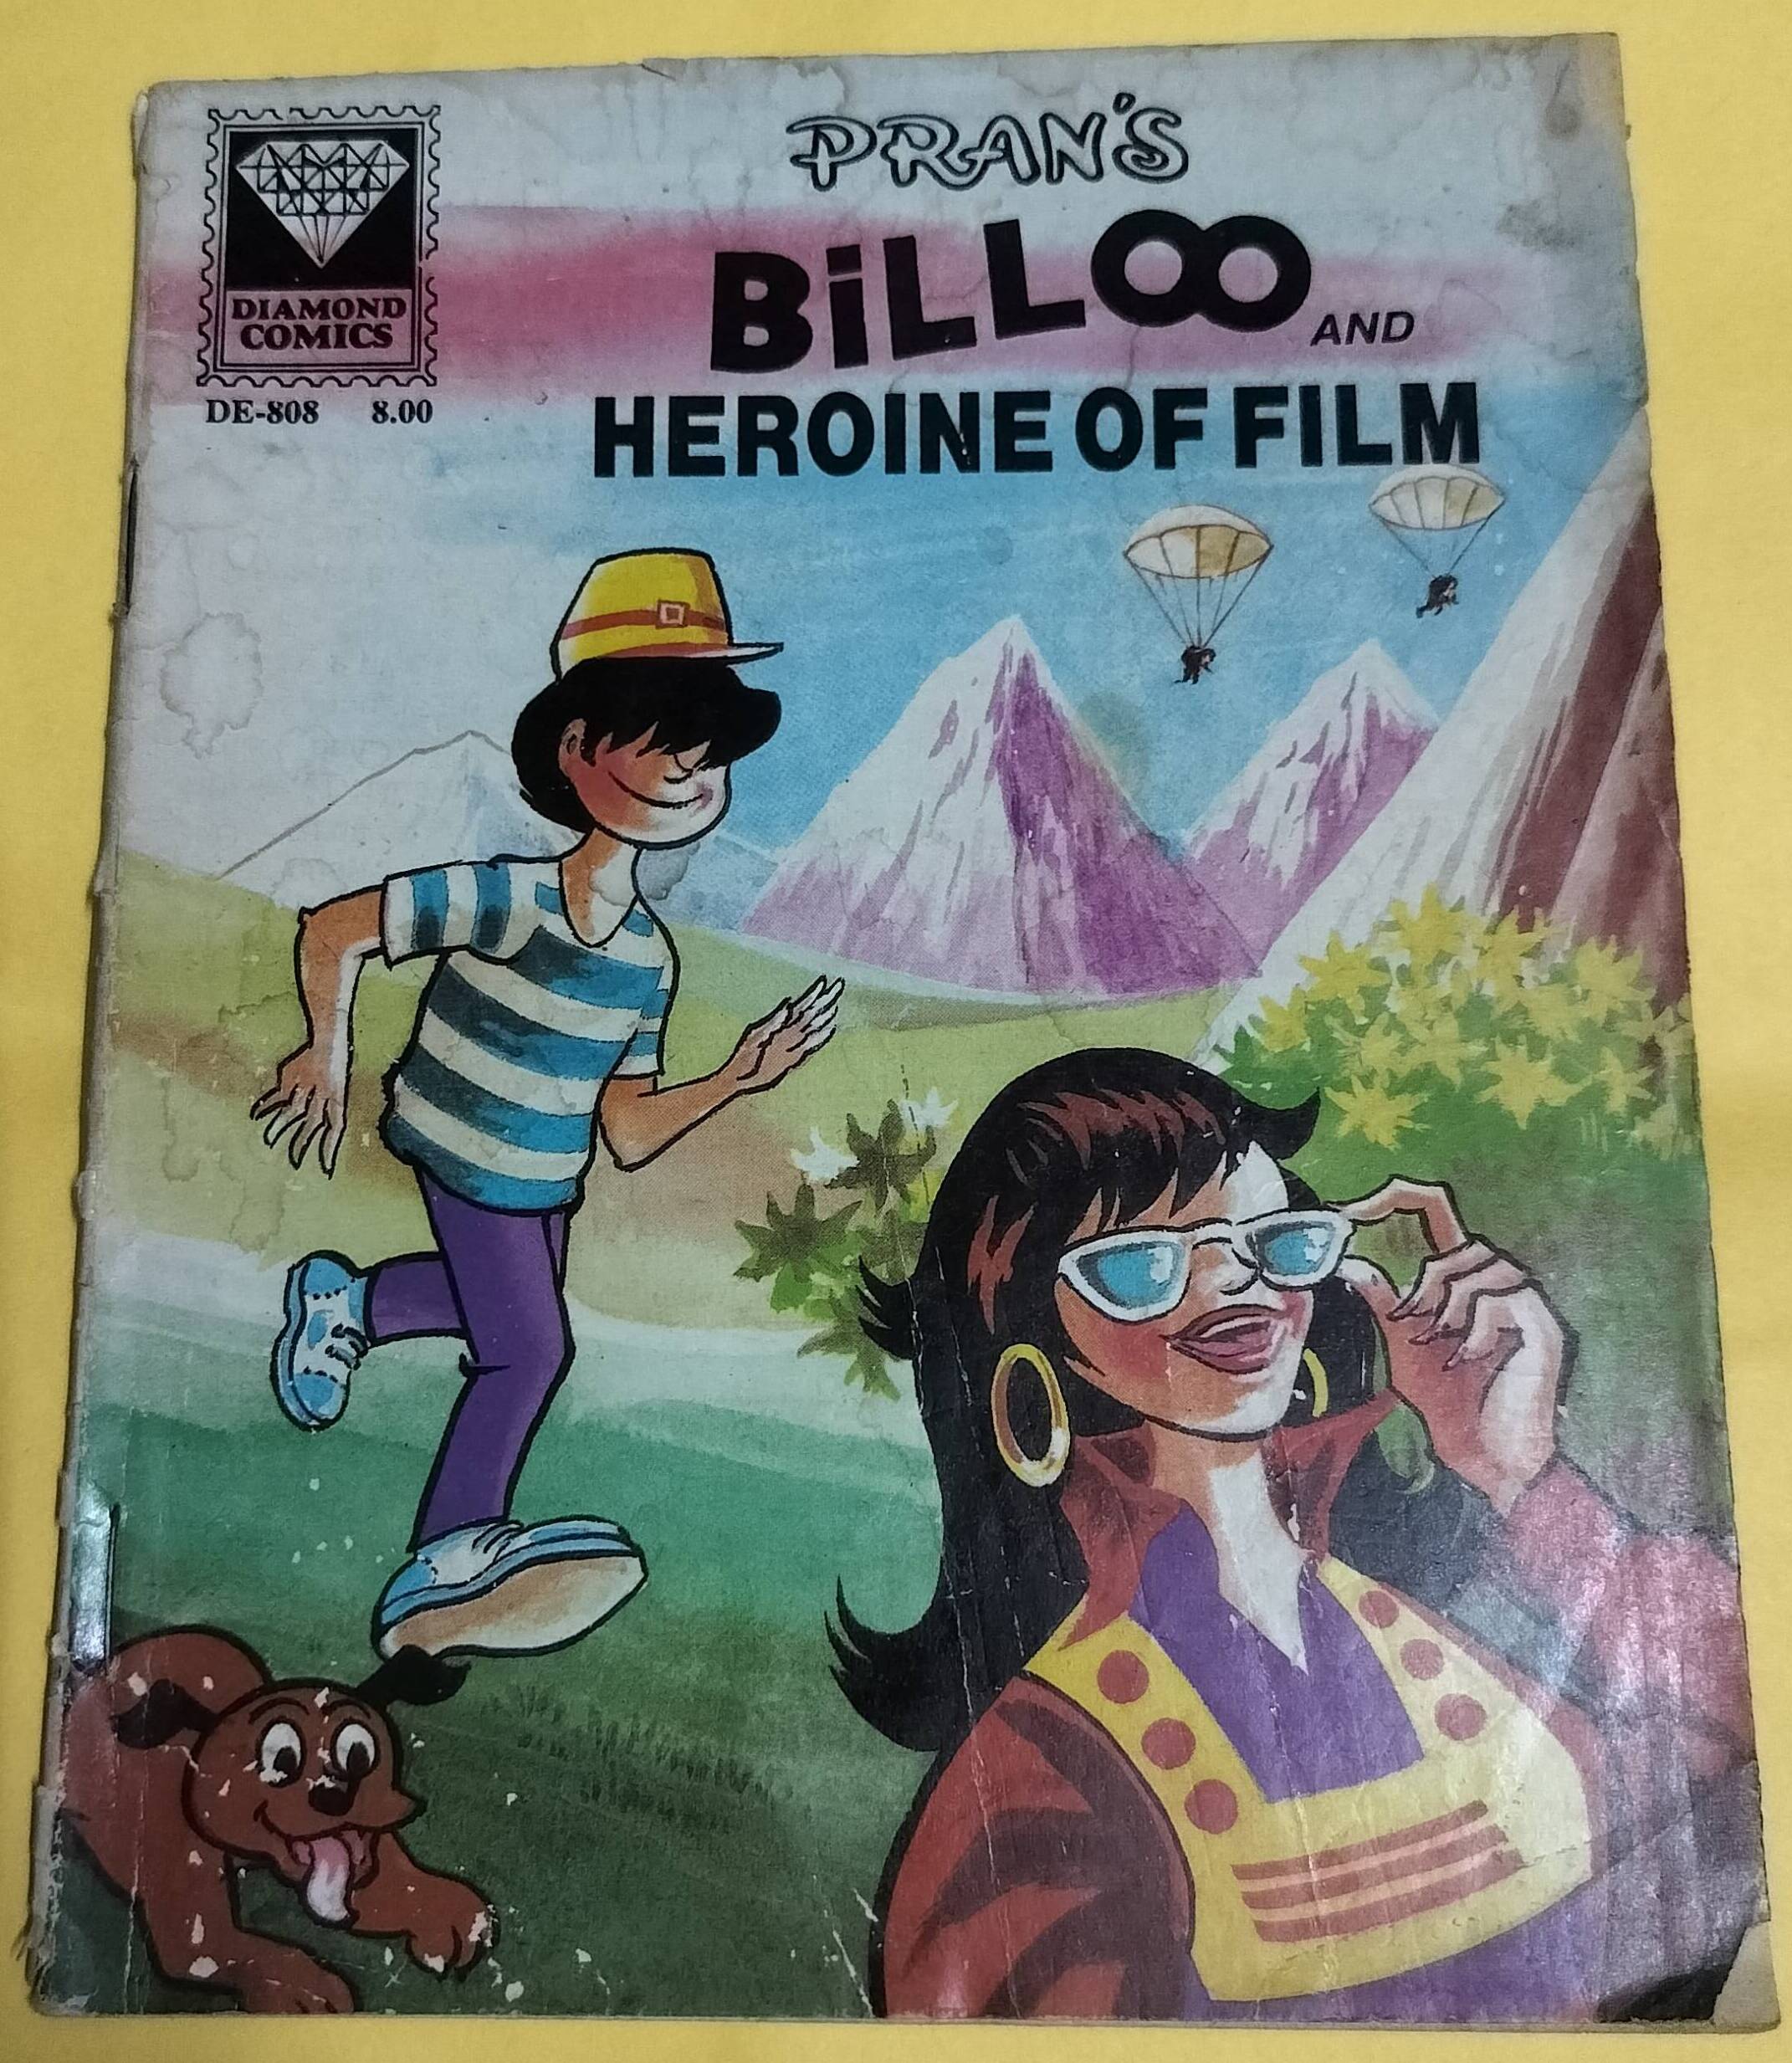 DIAMOND
COMICS
DE-808 8.00
PRAN'S
BiLLOO AND
HEROINE OF FILM